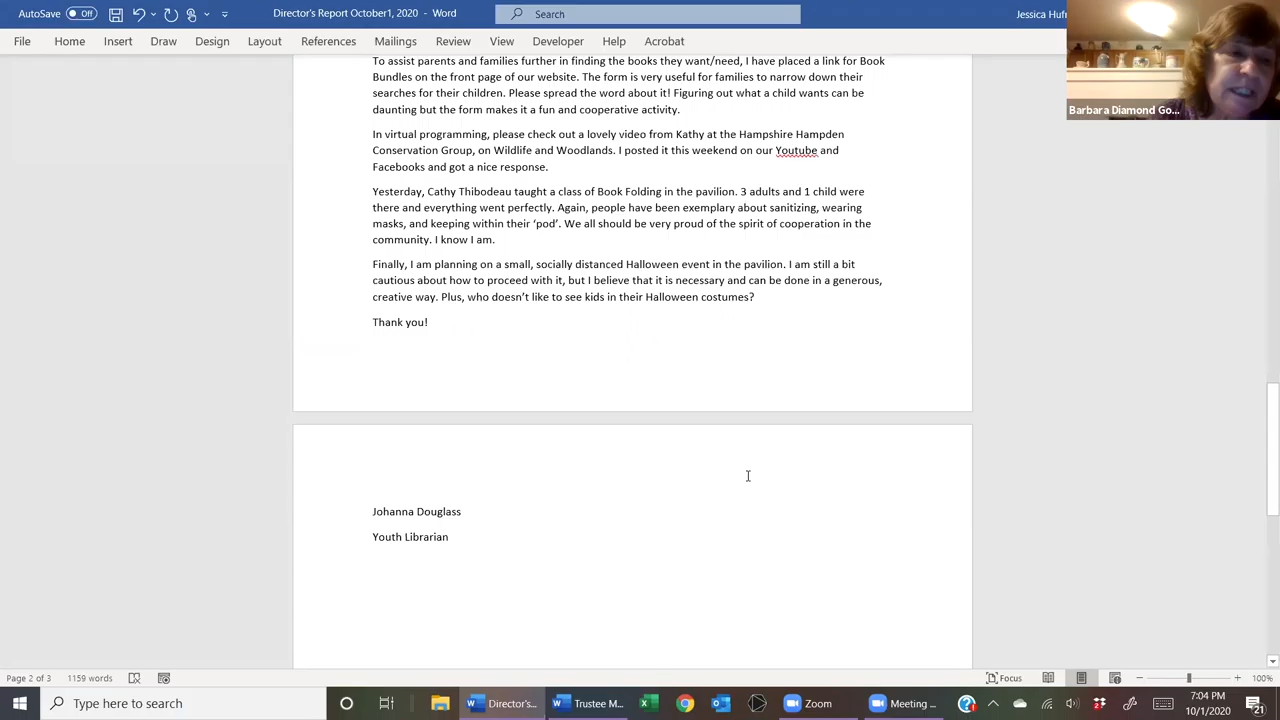 AutoSave Off
Director's Report October1, 2020 - Word
Search
Jessica Huf
File Home Insert Draw Design Layout References Mailings Review View Developer Help Acrobat
Barbara Diamond Go...
To assist parents and families further in finding the books they want/need, I have placed a link for Book
Bundles on the front page of our website. The form is very useful for families to narrow down their
searches for their children. Please spread the word about it! Figuring out what a child wants can be
daunting but the form makes it a fun and cooperative activity.
In virtual programming, please check out a lovely video from Kathy at the Hampshire Hampden
Conservation Group, on Wildlife and Woodlands. I posted it this weekend on our Youtube and
Facebooks and got a nice response.
Yesterday, Cathy Thibodeau taught a class of Book Folding in the pavilion. 3 adults and 1 child were
there and everything went perfectly. Again, people have been exemplary about sanitizing, wearing
masks, and keeping within their ‘pod’. We all should be very proud of the spirit of cooperation in the
community. I know I am.
Finally, I am planning on a small, socially distanced Halloween event in the pavilion. I am still a bit
cautious about how to proceed with it, but I believe that it is necessary and can be done in a generous,
creative way. Plus, who doesn’t like to see kids in their Halloween costumes?
Thank you!
Johanna Douglass
Youth Librarian
Page 2 of 3 1159 words Focus 100%
Type here to search
Director's...
Trustee M...
Zoom
Meeting ...
7:04 PM
10/1/2020
21